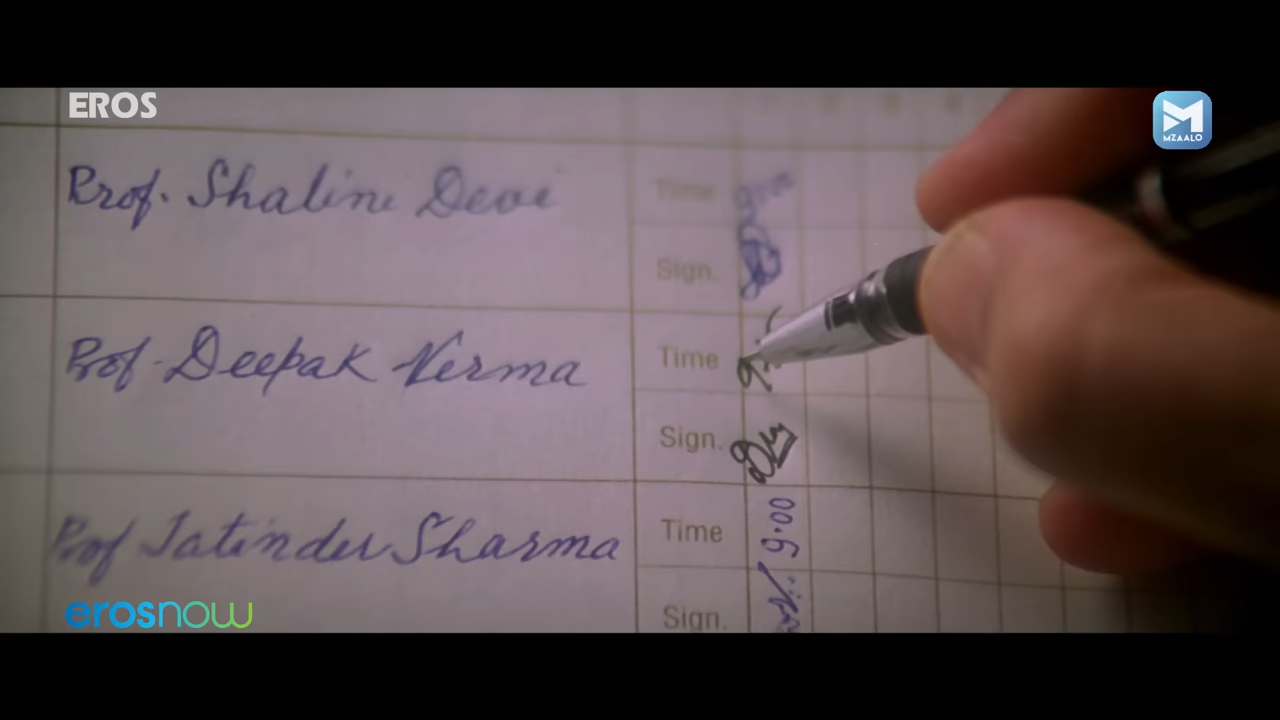 EROS
MZAALO
Prof. Shalini Devi
Time
Sign.
Prof. Deepak Verma
Time
Sign.
Prof Jatinder Sharma
Time 9.00
Sign.
erosnow